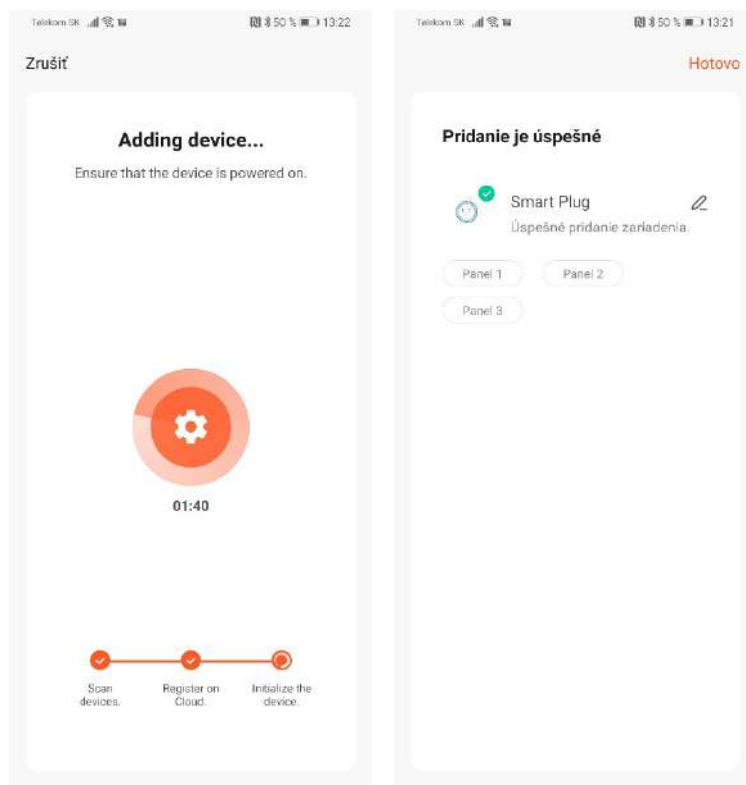 Telekom SK
50 % 13:22
Zrušiť
Adding device...
Ensure that the device is powered on.
01:40
Scan
devices.
Register on
Cloud.
Initialize the
device.
Telekom SK
50 % 13:21
Hotovo
Pridanie je úspešné
Smart Plug
Úspešné pridanie zariadenia.
Panel 1
Panel 2
Panel 3